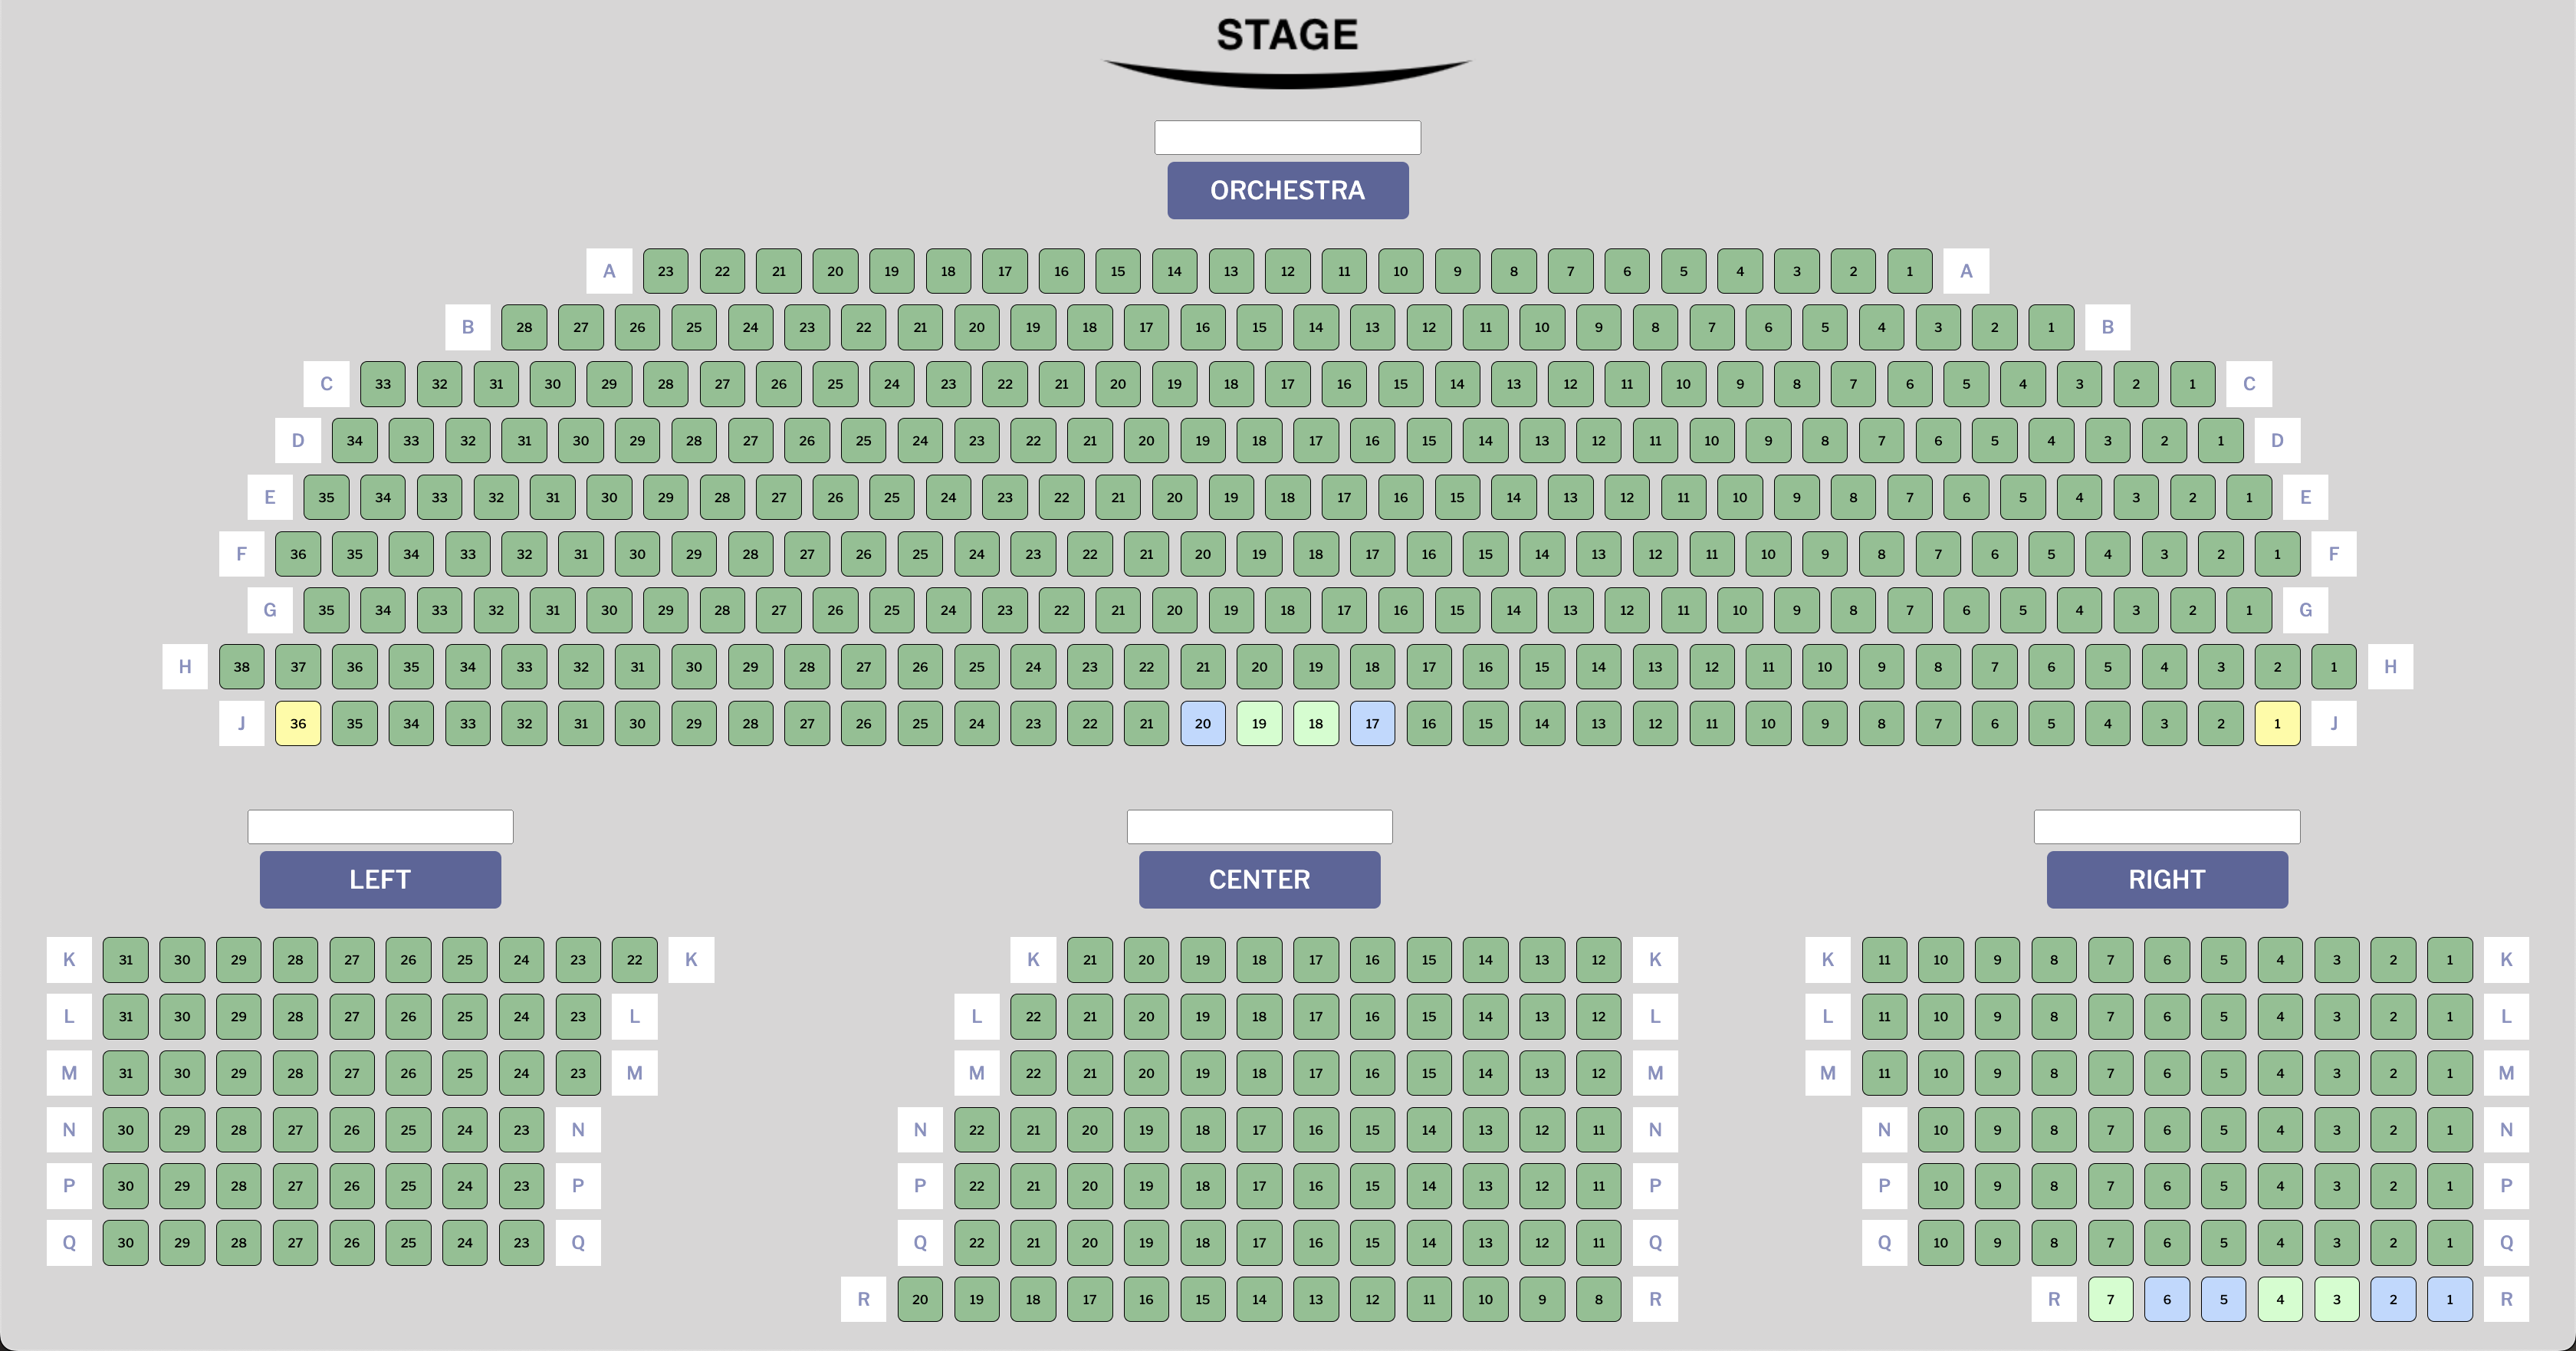 STAGE
ORCHESTRA
A 23 22 21 20 19 18 17 16 15 14 13 12 11 10 9 8 7 6 5 4 3 2 1 A
B 28 27 26 25 24 23 22 21 20 19 18 17 16 15 14 13 12 11 10 9 8 7 6 5 4 3 2 1 B
C 33 32 31 30 29 28 27 26 25 24 23 22 21 20 19 18 17 16 15 14 13 12 11 10 9 8 7 6 5 4 3 2 1 C
D 34 33 32 31 30 29 28 27 26 25 24 23 22 21 20 19 18 17 16 15 14 13 12 11 10 9 8 7 6 5 4 3 2 1 D
E 35 34 33 32 31 30 29 28 27 26 25 24 23 22 21 20 19 18 17 16 15 14 13 12 11 10 9 8 7 6 5 4 3 2 1 E
F 36 35 34 33 32 31 30 29 28 27 26 25 24 23 22 21 20 19 18 17 16 15 14 13 12 11 10 9 8 7 6 5 4 3 2 1 F
G 35 34 33 32 31 30 29 28 27 26 25 24 23 22 21 20 19 18 17 16 15 14 13 12 11 10 9 8 7 6 5 4 3 2 1 G
H 38 37 36 35 34 33 32 31 30 29 28 27 26 25 24 23 22 21 20 19 18 17 16 15 14 13 12 11 10 9 8 7 6 5 4 3 2 1 H
J 36 35 34 33 32 31 30 29 28 27 26 25 24 23 22 21 20 19 18 17 16 15 14 13 12 11 10 9 8 7 6 5 4 3 2 1 J
LEFT
K 31 30 29 28 27 26 25 24 23 22 K
L 31 30 29 28 27 26 25 24 23 L
M 31 30 29 28 27 26 25 24 23 M
N 30 29 28 27 26 25 24 23 N
P 30 29 28 27 26 25 24 23 P
Q 30 29 28 27 26 25 24 23 Q
CENTER
K 21 20 19 18 17 16 15 14 13 12 K
L 22 21 20 19 18 17 16 15 14 13 12 L
M 22 21 20 19 18 17 16 15 14 13 12 M
N 22 21 20 19 18 17 16 15 14 13 12 11 N
P 22 21 20 19 18 17 16 15 14 13 12 11 P
Q 22 21 20 19 18 17 16 15 14 13 12 11 Q
R 20 19 18 17 16 15 14 13 12 11 10 9 8 R
RIGHT
K 11 10 9 8 7 6 5 4 3 2 1 K
L 11 10 9 8 7 6 5 4 3 2 1 L
M 11 10 9 8 7 6 5 4 3 2 1 M
N 10 9 8 7 6 5 4 3 2 1 N
P 10 9 8 7 6 5 4 3 2 1 P
Q 10 9 8 7 6 5 4 3 2 1 Q
R 7 6 5 4 3 2 1 R